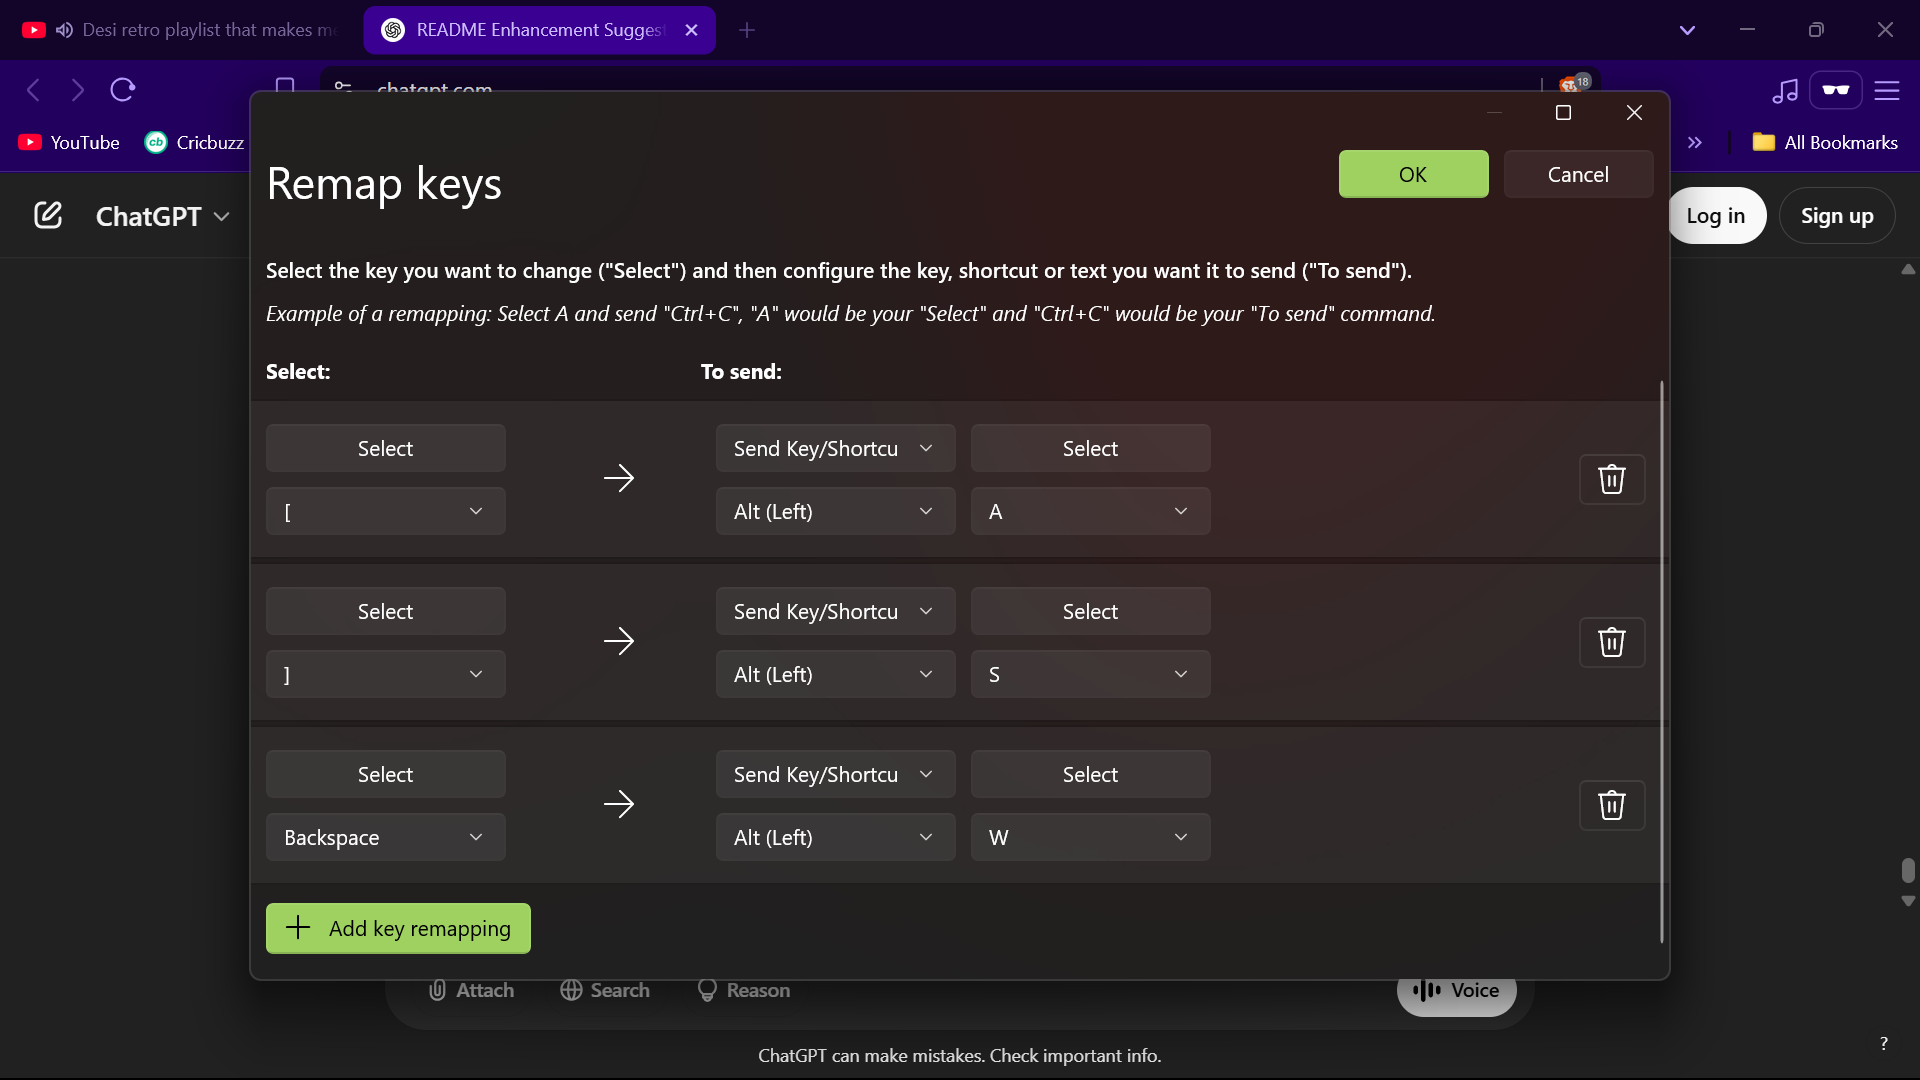 Desi retro playlist that makes me
README Enhancement Sugges
chatgpt.com
18
YouTube
cb
Cricbuzz
All Bookmarks
ChatGPT
Log in
Sign up
Remap keys
OK
Cancel
Select the key you want to change ("Select") and then configure the key, shortcut or text you want it to send ("To send").
Example of a remapping: Select A and send "Ctrl+C", "A" would be your "Select" and "Ctrl+C" would be your "To send" command.
Select:
To send:
Select
Send Key/Shortcu
Select
[
Alt (Left)
A
Select
Send Key/Shortcu
Select
]
Alt (Left)
S
Select
Send Key/Shortcu
Select
Backspace
Alt (Left)
W
Add key remapping
Attach
Search
Reason
Voice
ChatGPT can make mistakes. Check important info.
?